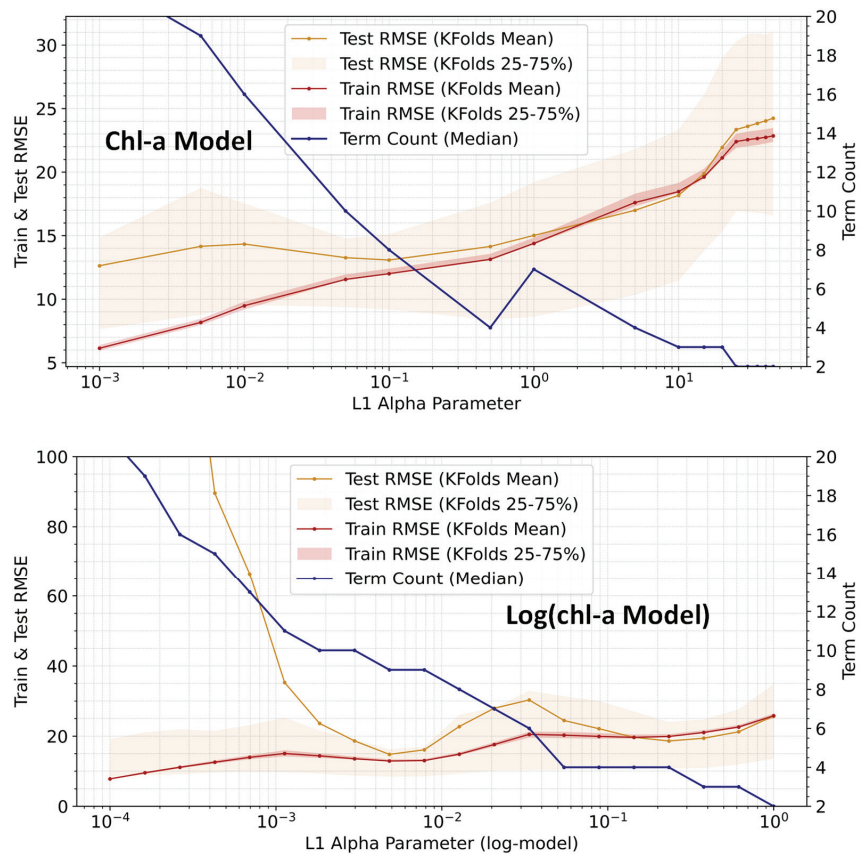 Train & Test RMSE
30
25
20
15
10
5
Test RMSE (KFolds Mean)
Test RMSE (KFolds 25-75%)
Train RMSE (KFolds Mean)
Train RMSE (KFolds 25-75%)
Term Count (Median)
Chl-a Model
20
18
16
14
12
10
8
6
4
2
Term Count
10⁻³ 10⁻² 10⁻¹ 10⁰ 10¹
L1 Alpha Parameter
Train & Test RMSE
100
80
60
40
20
0
Test RMSE (KFolds Mean)
Test RMSE (KFolds 25-75%)
Train RMSE (KFolds Mean)
Train RMSE (KFolds 25-75%)
Term Count (Median)
Log(chl-a Model)
20
18
16
14
12
10
8
6
4
2
Term Count
10⁻⁴ 10⁻³ 10⁻² 10⁻¹ 10⁰
L1 Alpha Parameter (log-model)